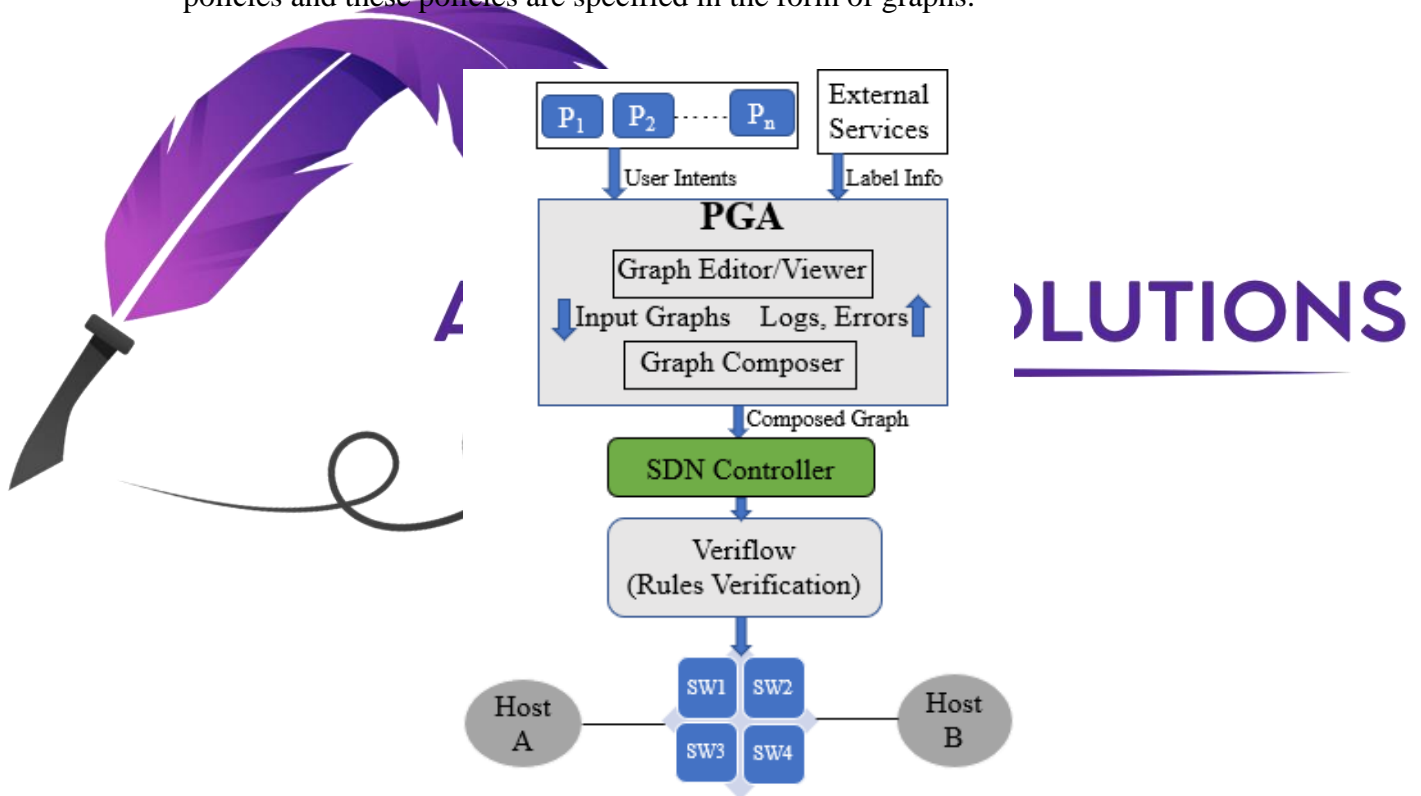 policies and these policies are specified in the form of graphs.
P1 P2 ...... Pn
External
Services
User Intents
Label Info
PGA
Graph Editor/Viewer
Input Graphs Logs, Errors
Graph Composer
Composed Graph
SDN Controller
Veriflow
(Rules Verification)
SW1 SW2
SW3 SW4
Host
A
Host
B
OLUTIONS